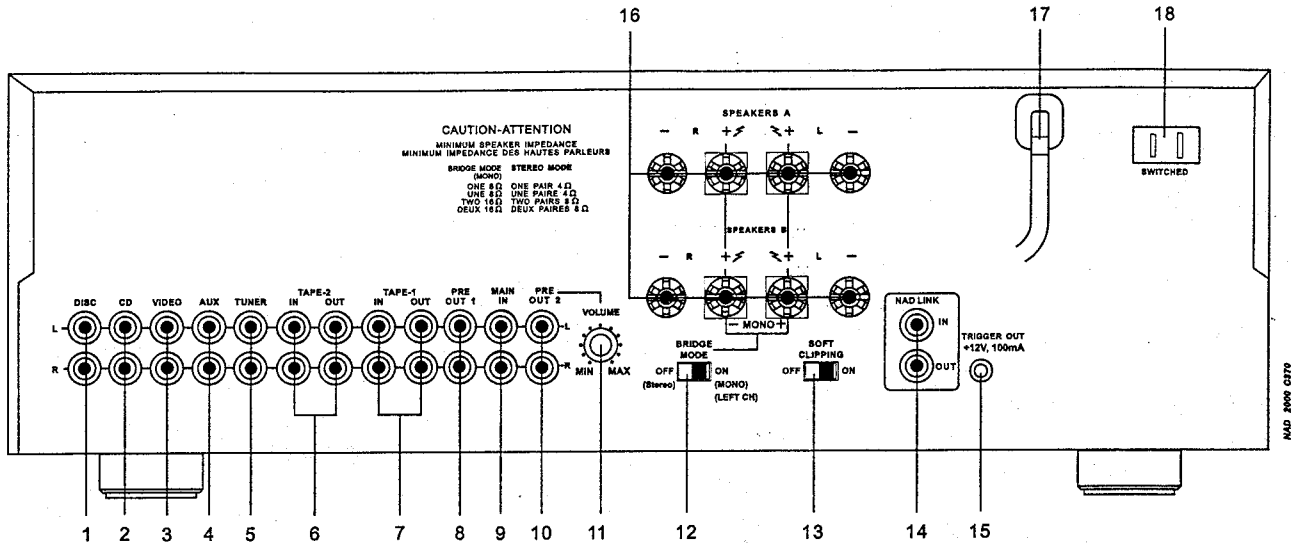 16
17
18
CAUTION-ATTENTION
MINIMUM SPEAKER IMPEDANCE
MINIMUM IMPEDANCE DES HAUTES PARLEURS
BRIDGE MODE STEREO MODE
(MONO)
ONE 8Ω ONE PAIR 4Ω
UNE 8Ω UNE PAIRE 4Ω
TWO 16Ω TWO PAIRS 8Ω
DEUX 16Ω DEUX PAIRES 8Ω
SPEAKERS A
− R + + L −
SPEAKERS B
− R + + L −
− MONO +
SWITCHED
DISC
CD
VIDEO
AUX
TUNER
TAPE-2
IN OUT
TAPE-1
IN OUT
PRE
OUT 1
MAIN
IN
PRE
OUT 2
L
R
L
R
VOLUME
MIN MAX
BRIDGE
MODE
OFF ON
(Stereo) (MONO)
(LEFT CH)
SOFT
CLIPPING
OFF ON
NAD LINK
IN
OUT
TRIGGER OUT
+12V, 100mA
NAD 2000 C370
1 2 3 4 5 6 7 8 9 10 11 12 13 14 15